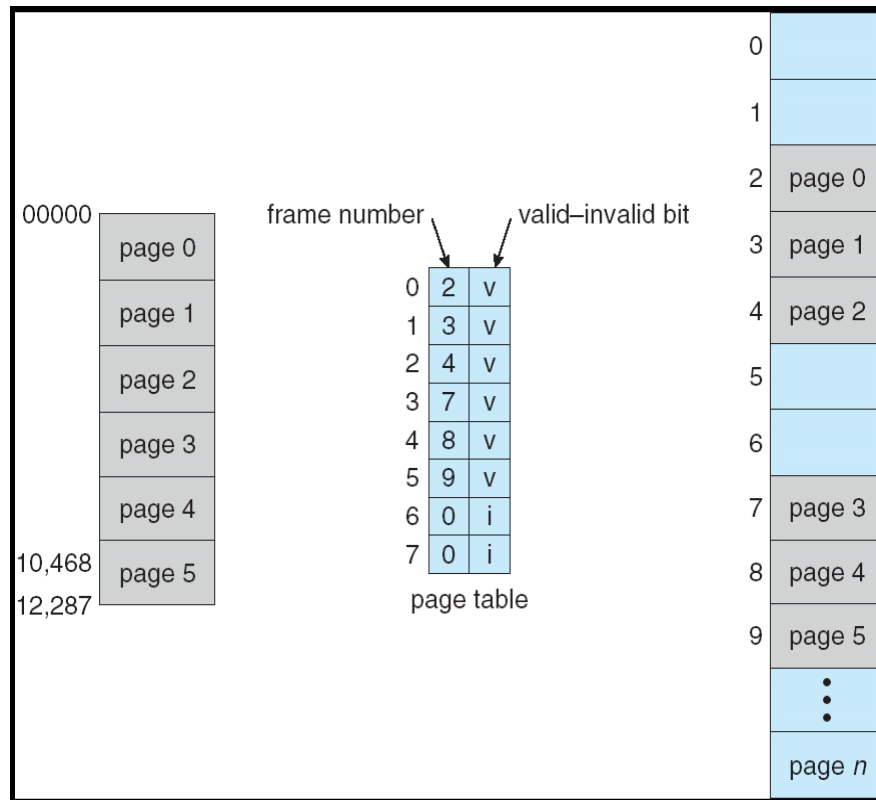 00000
page 0
page 1
page 2
page 3
page 4
10,468
page 5
12,287
frame number
valid–invalid bit
0 2 v
1 3 v
2 4 v
3 7 v
4 8 v
5 9 v
6 0 i
7 0 i
page table
0
1
2 page 0
3 page 1
4 page 2
5
6
7 page 3
8 page 4
9 page 5
page n